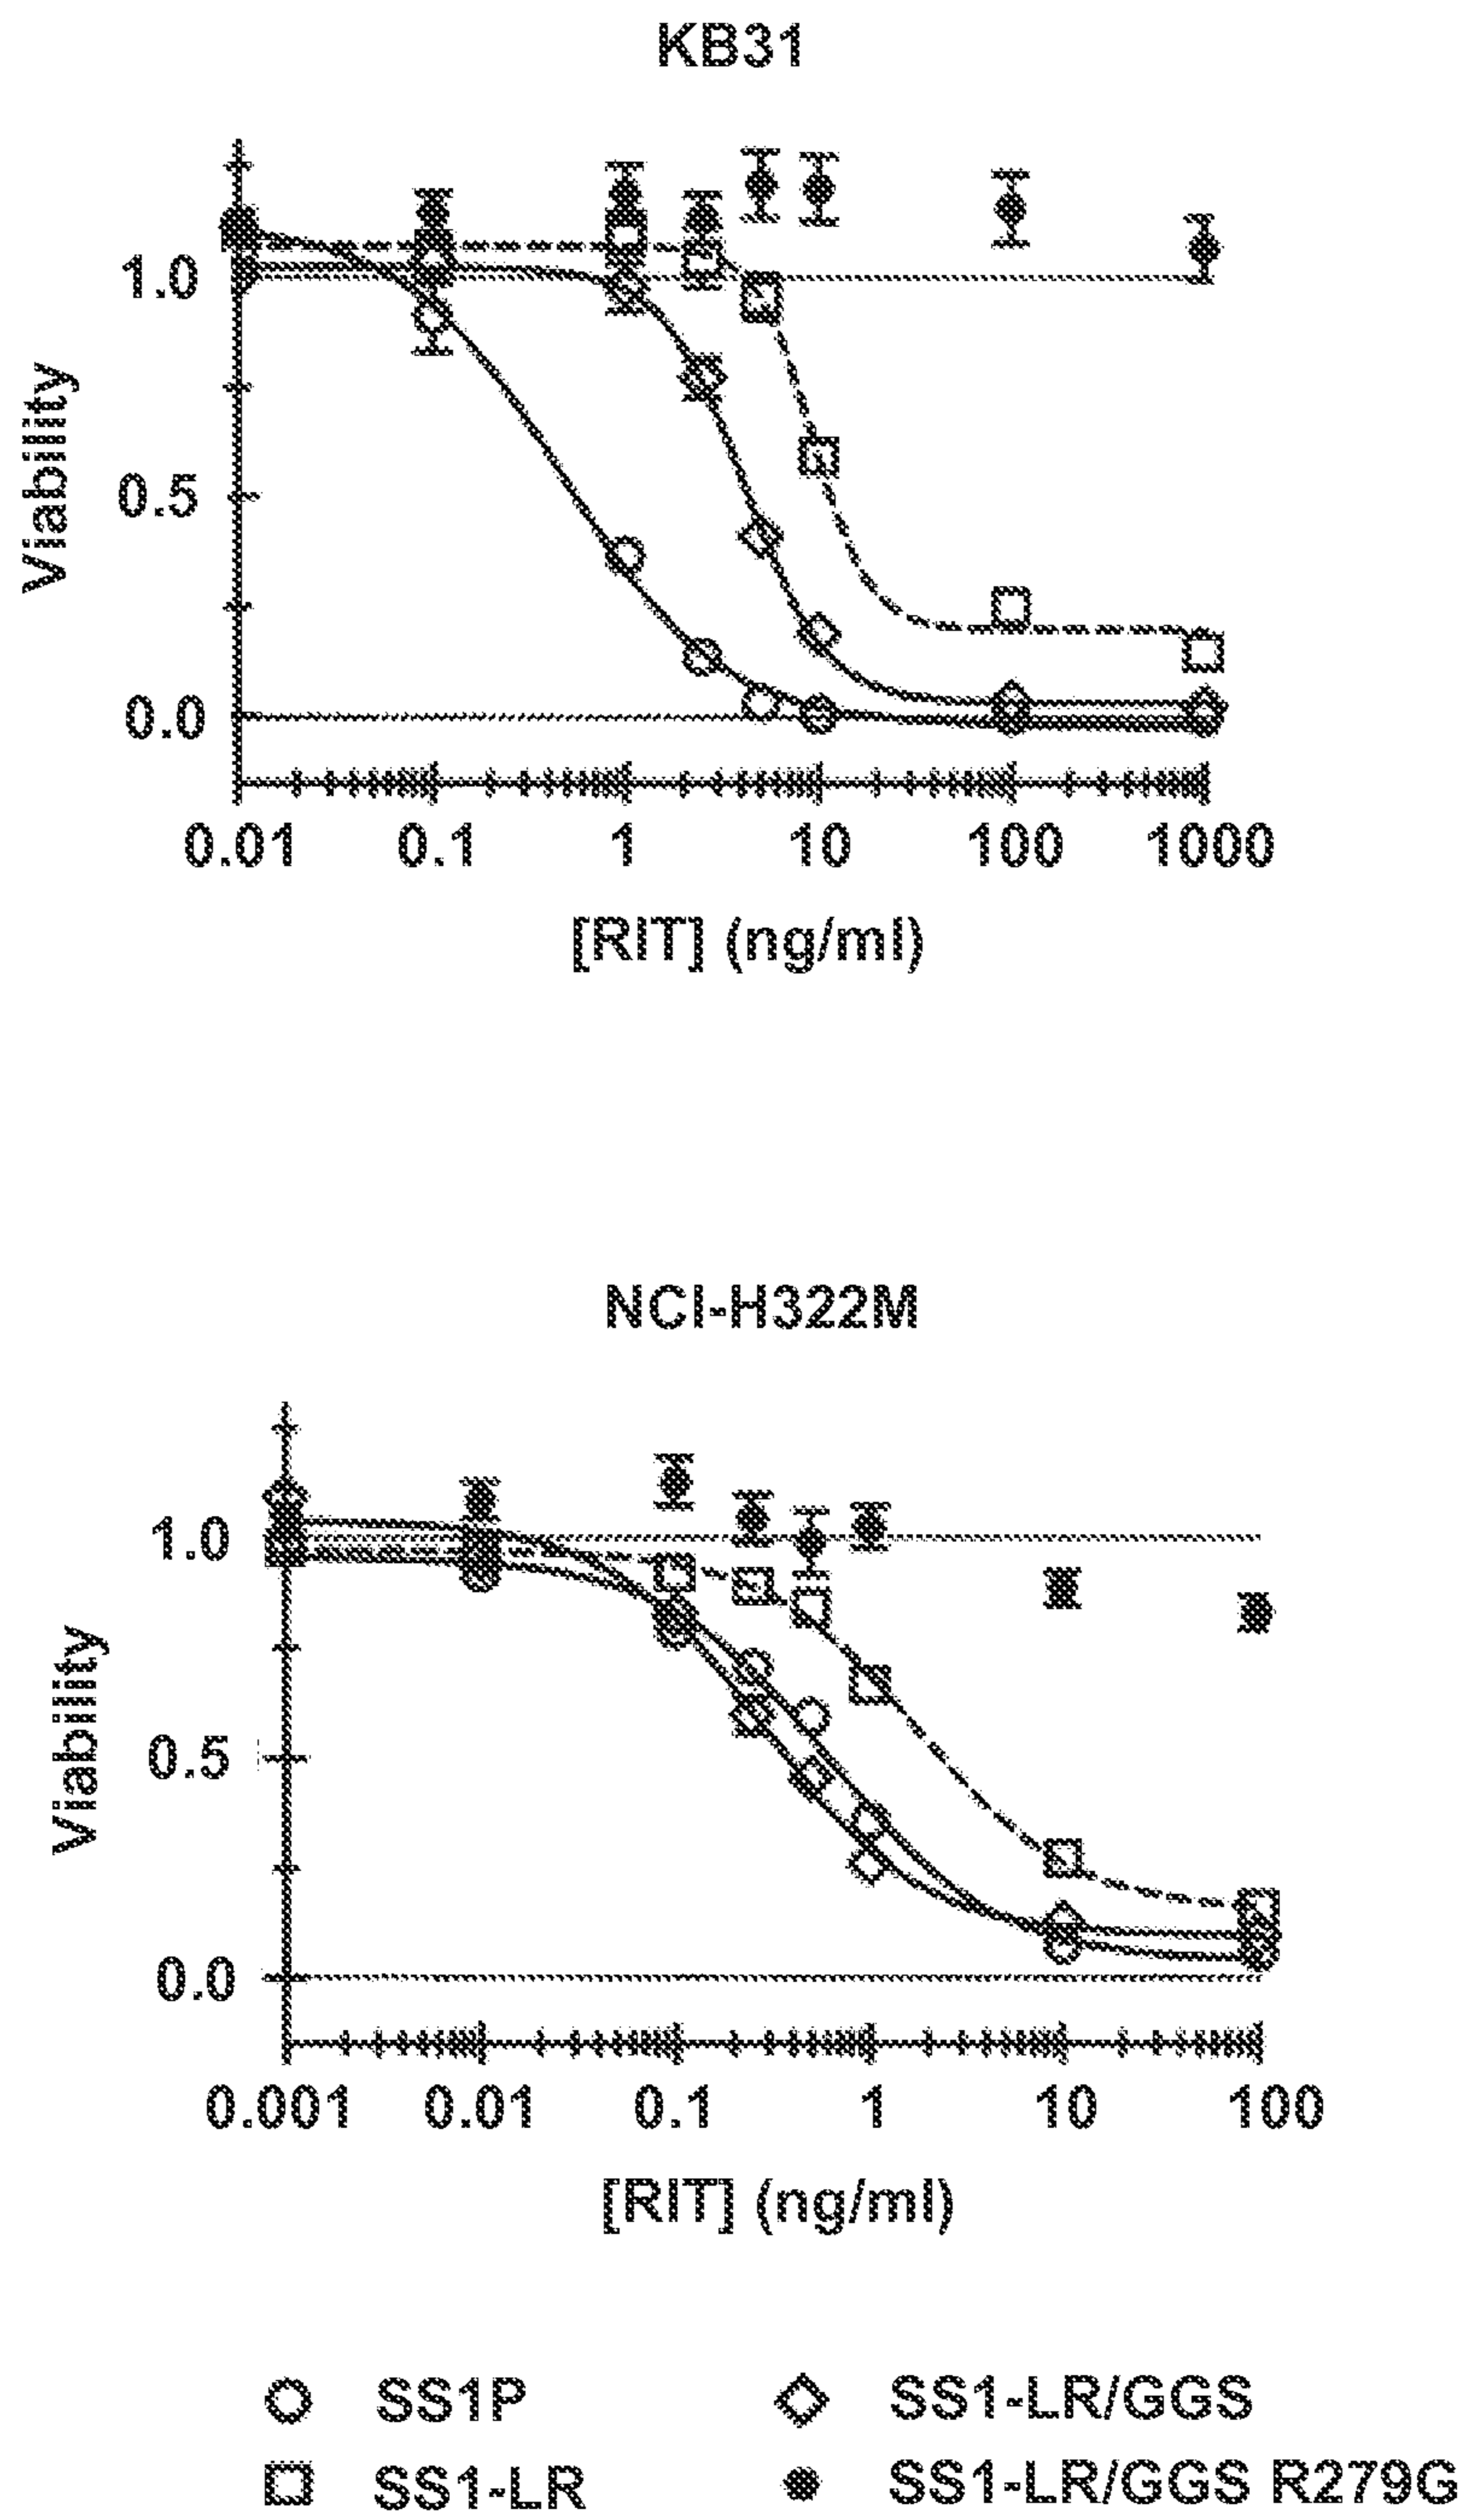 KB31
Viability
1.0
0.5
0.0
0.01 0.1 1 10 100 1000
[RIT] (ng/ml)
NCI-H322M
Viability
1.0
0.5
0.0
0.001 0.01 0.1 1 10 100
[RIT] (ng/ml)
SS1P SS1-LR/GGS
SS1-LR SS1-LR/GGS R279G